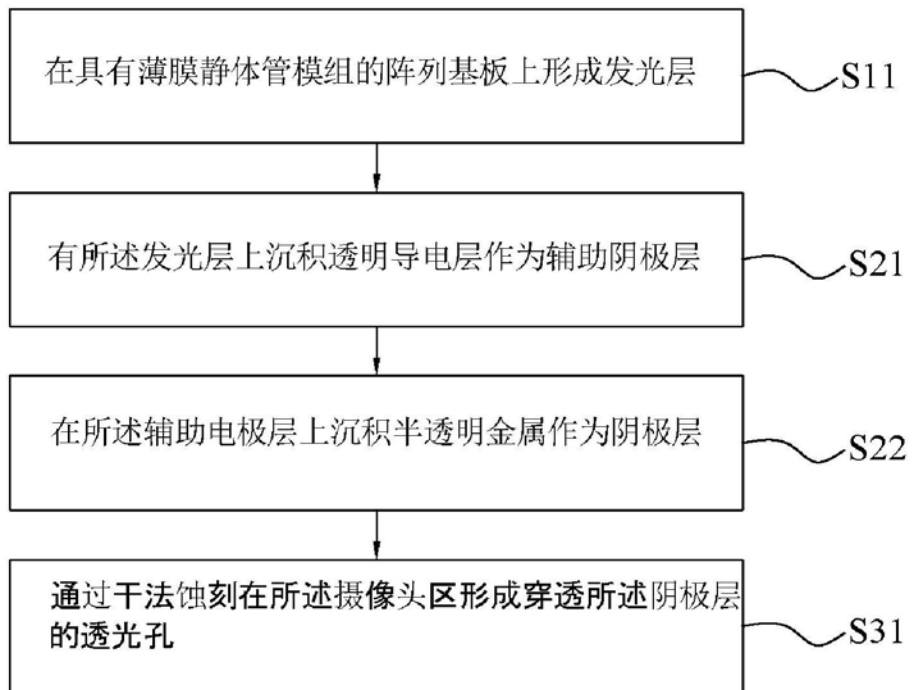 在具有薄膜静体管模组的阵列基板上形成发光层
S11
有所述发光层上沉积透明导电层作为辅助阴极层
S21
在所述辅助电极层上沉积半透明金属作为阴极层
S22
通过干法蚀刻在所述摄像头区形成穿透所述阴极层
的透光孔
S31